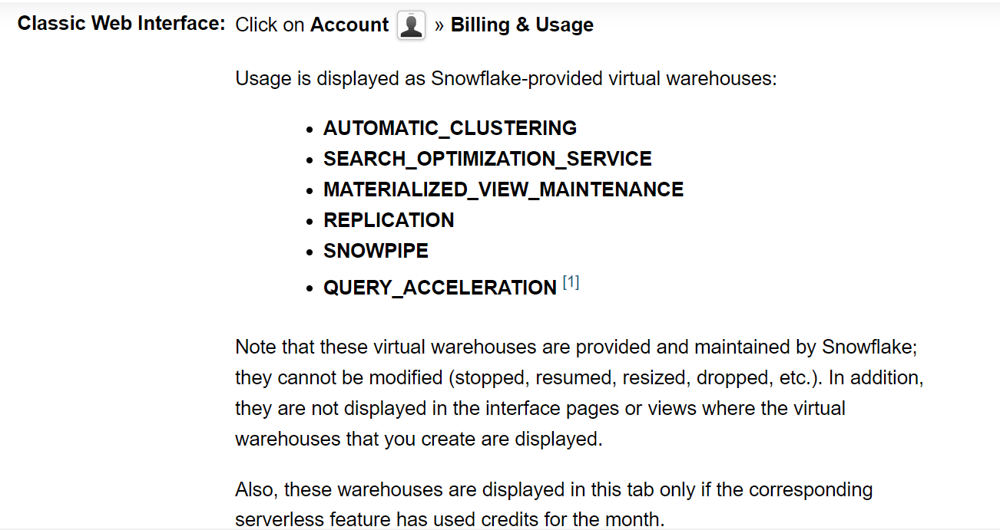 Classic Web Interface: Click on Account » Billing & Usage
Usage is displayed as Snowflake-provided virtual warehouses:
• AUTOMATIC_CLUSTERING
• SEARCH_OPTIMIZATION_SERVICE
• MATERIALIZED_VIEW_MAINTENANCE
• REPLICATION
• SNOWPIPE
• QUERY_ACCELERATION [1]
Note that these virtual warehouses are provided and maintained by Snowflake;
they cannot be modified (stopped, resumed, resized, dropped, etc.). In addition,
they are not displayed in the interface pages or views where the virtual
warehouses that you create are displayed.
Also, these warehouses are displayed in this tab only if the corresponding
serverless feature has used credits for the month.